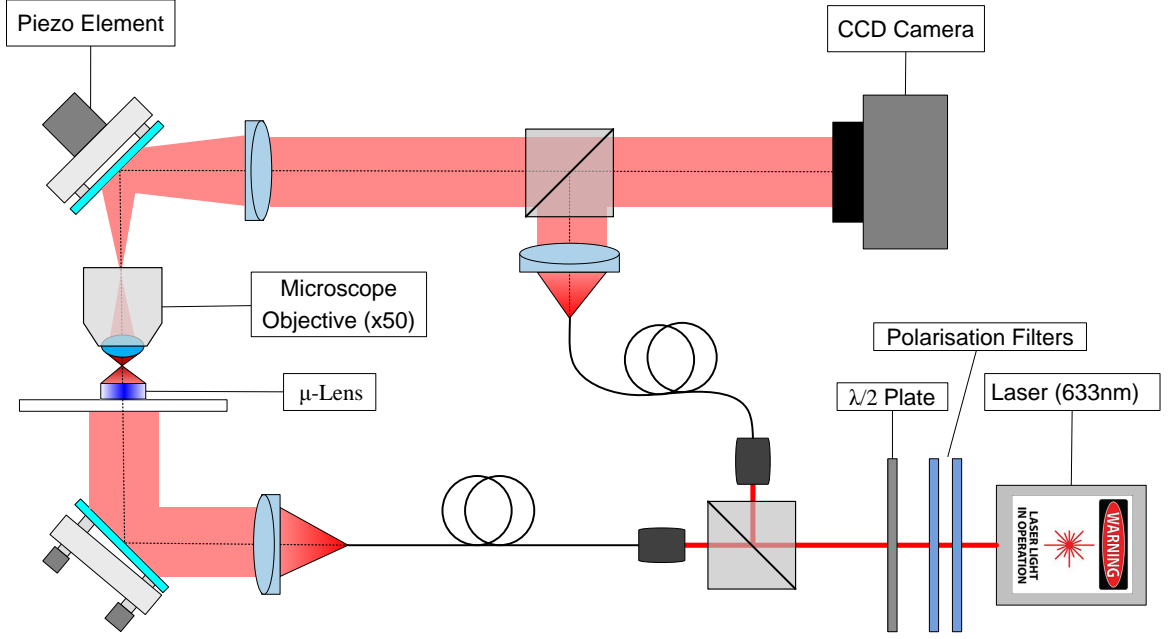 Piezo Element
CCD Camera
Microscope
Objective (x50)
Polarisation Filters
μ-Lens
λ/2 Plate
Laser (633nm)
WARNING
LASER LIGHT
IN OPERATION